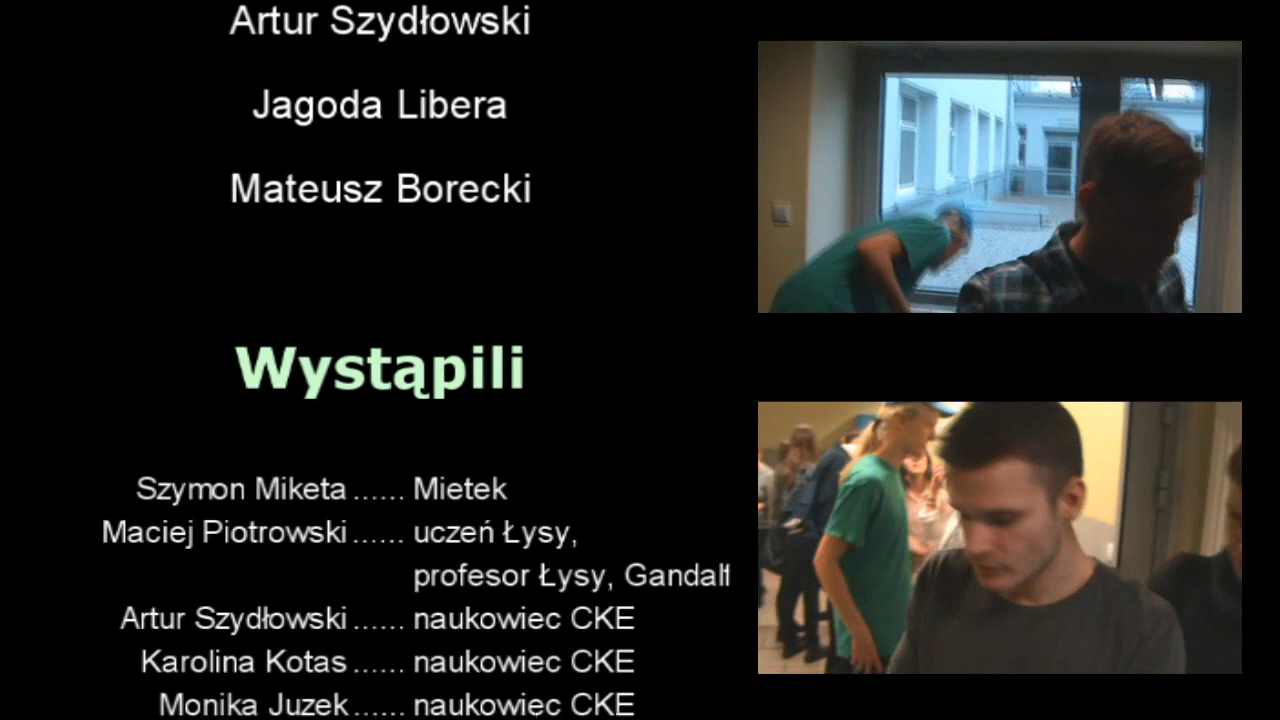 Artur Szydłowski
Jagoda Libera
Mateusz Borecki
Wystąpili
Szymon Miketa ...... Mietek
Maciej Piotrowski ...... uczeń Łysy,
profesor Łysy, Gandalf
Artur Szydłowski ...... naukowiec CKE
Karolina Kotas ...... naukowiec CKE
Monika Juzek ...... naukowiec CKE